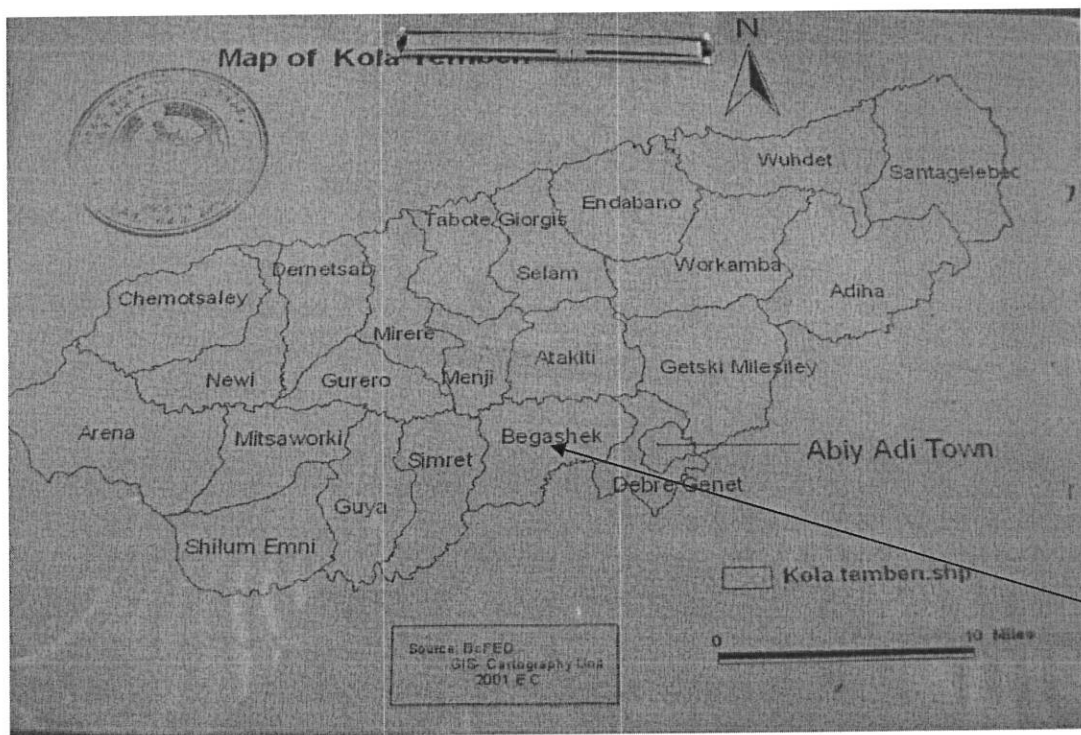 Map of Kola Temben
N
Wuhdet
Santagelebec
Endabano
Tabote Giorgis
Workamba
Selam
Dernetsab
Adiha
Chemotsaley
Mirere
Atakiti
Getski Milesiley
Newi
Gurero
Menji
Arena
Mitsaworki
Begashek
Simret
Abiy Adi Town
Debre Genet
Guya
Shilum Emni
Kola temben.shp
0 10 Miles
Source: BoFED
GIS- Cartography Unit
2001 E C